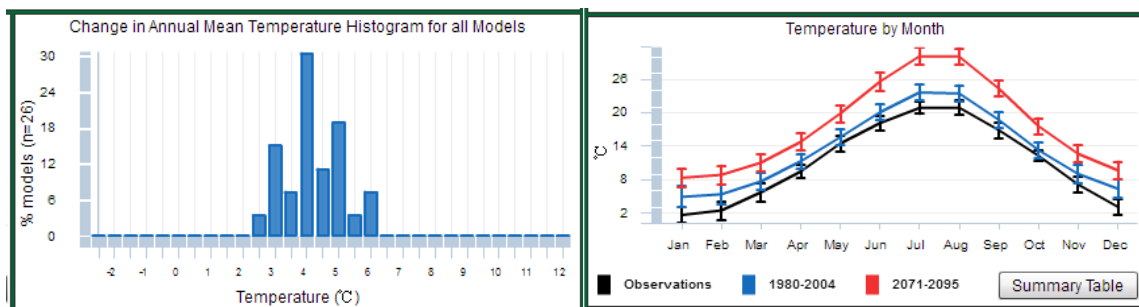 Change in Annual Mean Temperature Histogram for all Models
% models (n=26)
30
24
18
12
6
0
-2 -1 0 1 2 3 4 5 6 7 8 9 10 11 12
Temperature (℃)
Temperature by Month
℃
26
20
14
8
2
Jan Feb Mar Apr May Jun Jul Aug Sep Oct Nov Dec
Observations 1980-2004 2071-2095 Summary Table